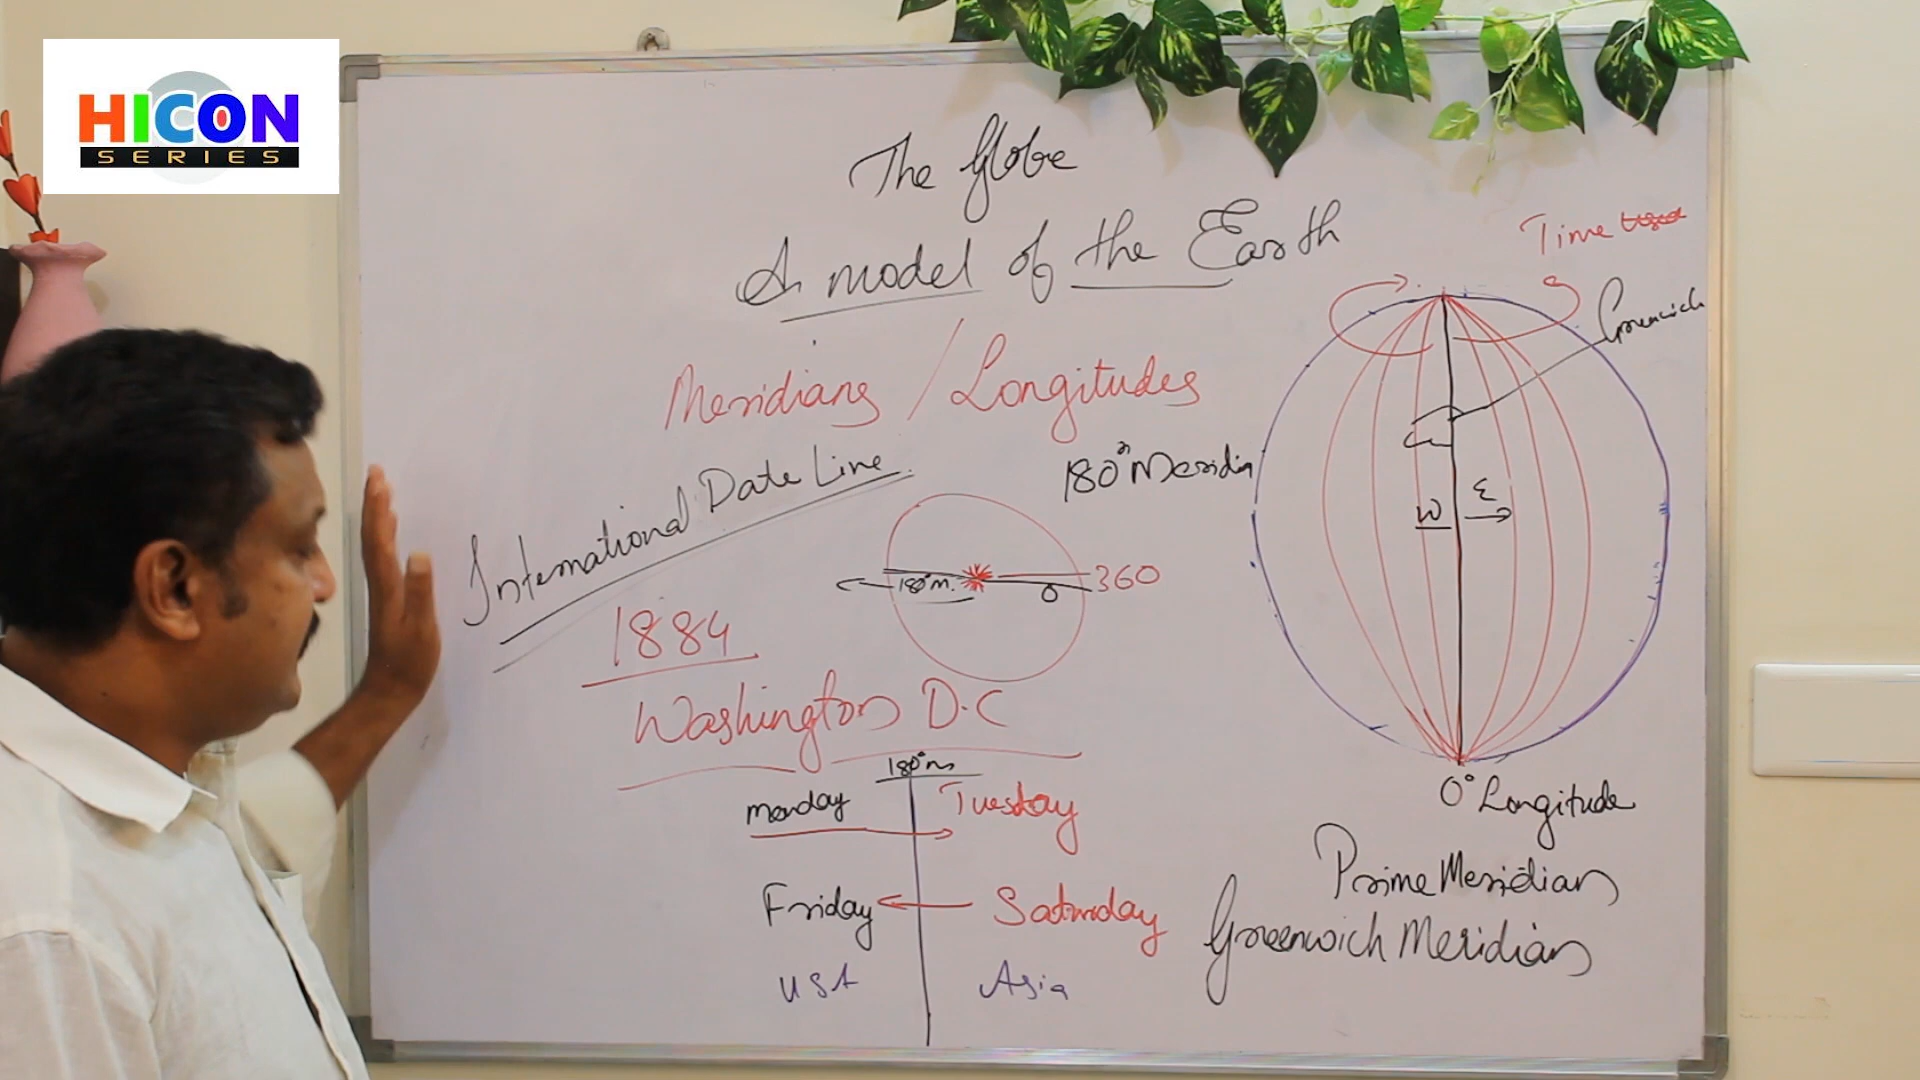 HICON
SERIES
The Globe
A model of the Earth
Time Used
Greenwich
Meridians / Longitudes
International Date Line
180° Meridian
W
E
180°m.
0
360
1884
Washington D.C
180°m
Monday
Tuesday
Friday
Saturday
USA
Asia
0° Longitude
Prime Meridian
Greenwich Meridian